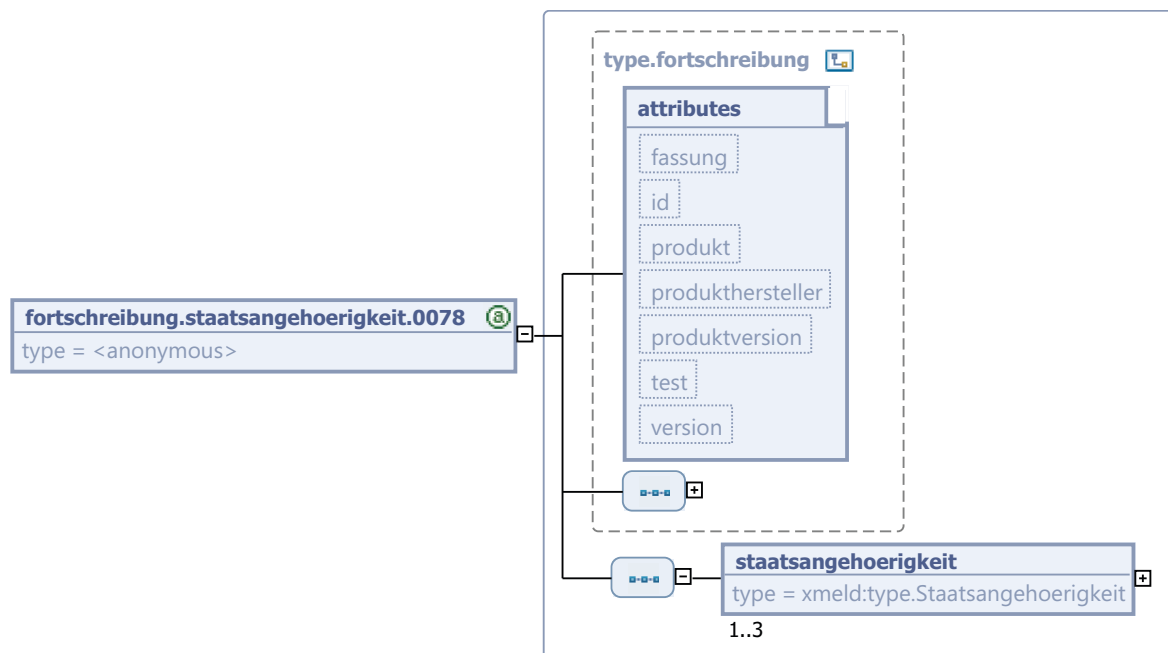 type.fortschreibung
attributes
fassung
id
produkt
produkthersteller
produktversion
test
version
fortschreibung.staatsangehoerigkeit.0078 a
type = <anonymous>
staatsangehoerigkeit
type = xmeld:type.Staatsangehoerigkeit
1..3